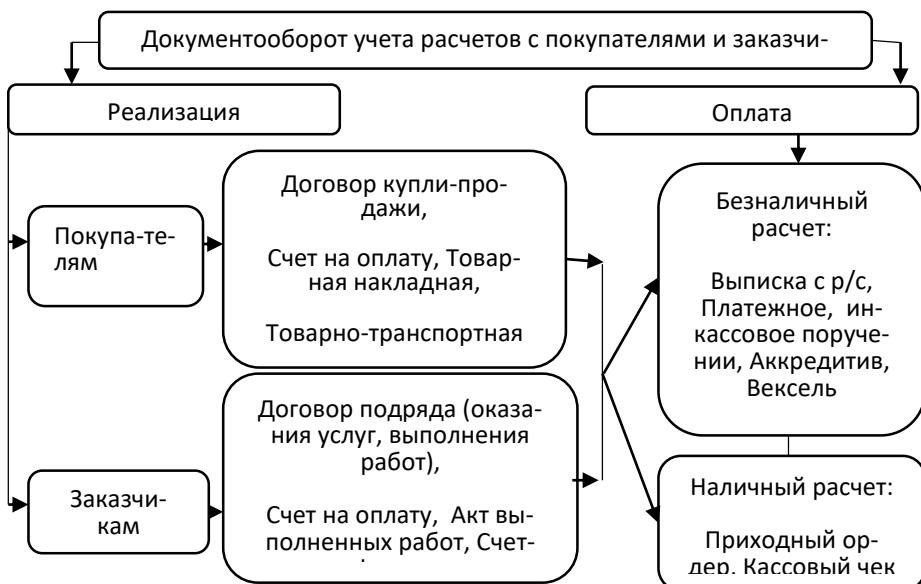 Документооборот учета расчетов с покупателями и заказчи-
Реализация
Оплата
Покупа-те-
лям
Договор купли-про-
дажи,
Счет на оплату, Товар-
ная накладная,
Товарно-транспортная
Заказчи-
кам
Договор подряда (оказа-
ния услуг, выполнения
работ),
Счет на оплату, Акт вы-
полненных работ, Счет-
Безналичный
расчет:
Выписка с р/с,
Платежное, ин-
кассовое поруче-
нии, Аккредитив,
Вексель
Наличный расчет:
Приходный ор-
дер, Кассовый чек